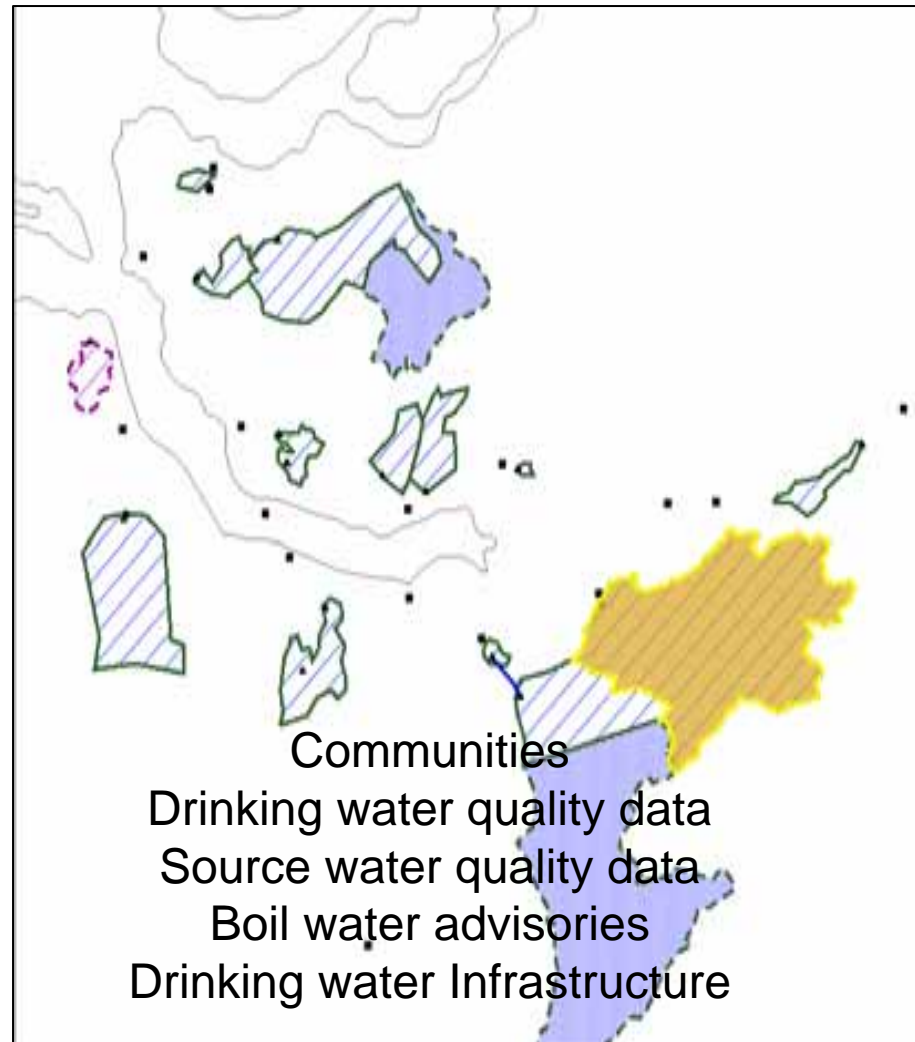 Communities
Drinking water quality data
Source water quality data
Boil water advisories
Drinking water Infrastructure